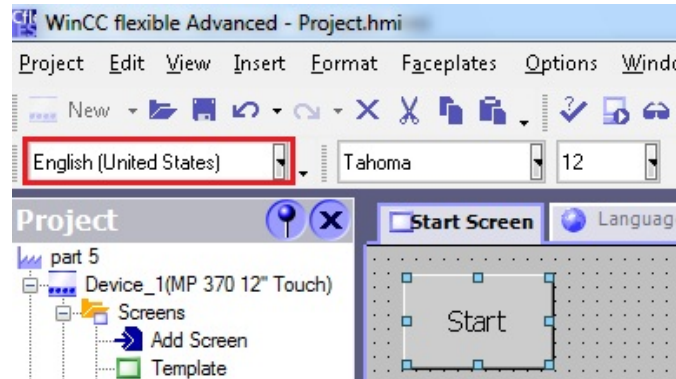 WinCC flexible Advanced - Project.hmi
Project Edit View Insert Format Faceplates Options
New
English (United States) Tahoma 12
Project Start Screen
part 5
Device_1(MP 370 12" Touch)
Screens
Start
Add Screen
Template